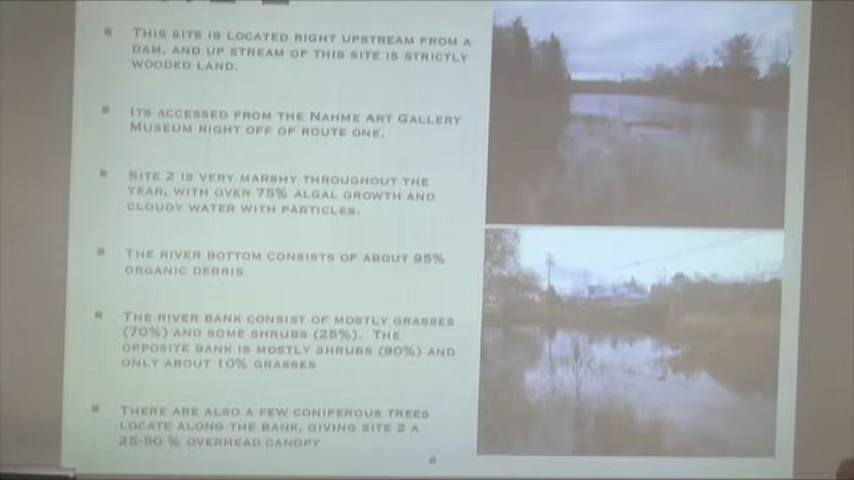 THIS SITE IS LOCATED RIGHT UPSTREAM FROM A
DAM, AND UP STREAM OF THIS SITE IS STRICTLY
WOODED LAND.
ITS ACCESSED FROM THE NAHME ART GALLERY
MUSEUM RIGHT OFF OF ROUTE ONE.
SITE 2 IS VERY MARSHY THROUGHOUT THE
YEAR, WITH OVER 75% ALGAL GROWTH AND
CLOUDY WATER WITH PARTICLES.
THE RIVER BOTTOM CONSISTS OF ABOUT 95%
ORGANIC DEBRIS
THE RIVER BANK CONSIST OF MOSTLY GRASSES
(70%) AND SOME SHRUBS (25%). THE
OPPOSITE BANK IS MOSTLY SHRUBS (90%) AND
ONLY ABOUT 10% GRASSES
THERE ARE ALSO A FEW CONIFEROUS TREES
LOCATE ALONG THE BANK, GIVING SITE 2 A
25-50 % OVERHEAD CANOPY